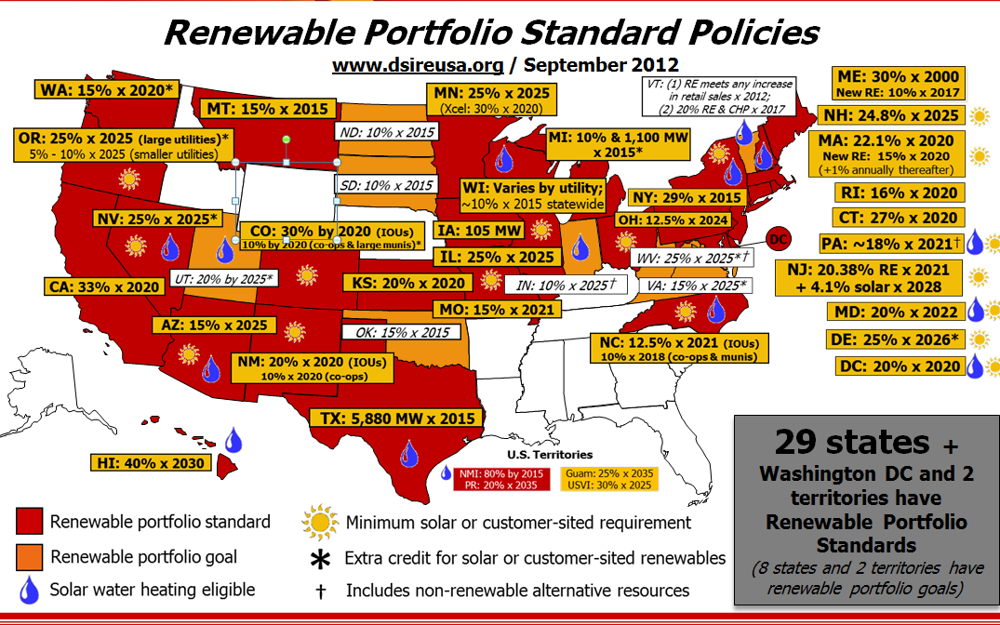 Renewable Portfolio Standard Policies
www.dsireusa.org / September 2012
WA: 15% x 2020*
MT: 15% x 2015
MN: 25% x 2025
(Xcel: 30% x 2020)
VT: (1) RE meets any increase
in retail sales x 2012;
(2) 20% RE & CHP x 2017
ME: 30% x 2000
New RE: 10% x 2017
NH: 24.8% x 2025
OR: 25% x 2025 (large utilities)*
5% - 10% x 2025 (smaller utilities)
ND: 10% x 2015
MI: 10% & 1,100 MW
x 2015*
MA: 22.1% x 2020
New RE: 15% x 2020
(+1% annually thereafter)
SD: 10% x 2015
WI: Varies by utility;
~10% x 2015 statewide
NY: 29% x 2015
RI: 16% x 2020
CT: 27% x 2020
NV: 25% x 2025*
CO: 30% by 2020 (IOUs)
10% by 2020 (co-ops & large munis)*
IA: 105 MW
OH: 12.5% x 2024
DC
PA: ~18% x 2021†
IL: 25% x 2025
WV: 25% x 2025*†
NJ: 20.38% RE x 2021
+ 4.1% solar x 2028
CA: 33% x 2020
UT: 20% by 2025*
KS: 20% x 2020
IN: 10% x 2025†
VA: 15% x 2025*
MO: 15% x 2021
MD: 20% x 2022
AZ: 15% x 2025
OK: 15% x 2015
DE: 25% x 2026*
NC: 12.5% x 2021 (IOUs)
10% x 2018 (co-ops & munis)
NM: 20% x 2020 (IOUs)
10% x 2020 (co-ops)
DC: 20% x 2020
TX: 5,880 MW x 2015
HI: 40% x 2030
U.S. Territories
NMI: 80% by 2015
PR: 20% x 2035
Guam: 25% x 2035
USVI: 30% x 2025
29 states +
Washington DC and 2
territories have
Renewable Portfolio
Standards
(8 states and 2 territories have
renewable portfolio goals)
Renewable portfolio standard
Minimum solar or customer-sited requirement
Renewable portfolio goal
* Extra credit for solar or customer-sited renewables
Solar water heating eligible
† Includes non-renewable alternative resources